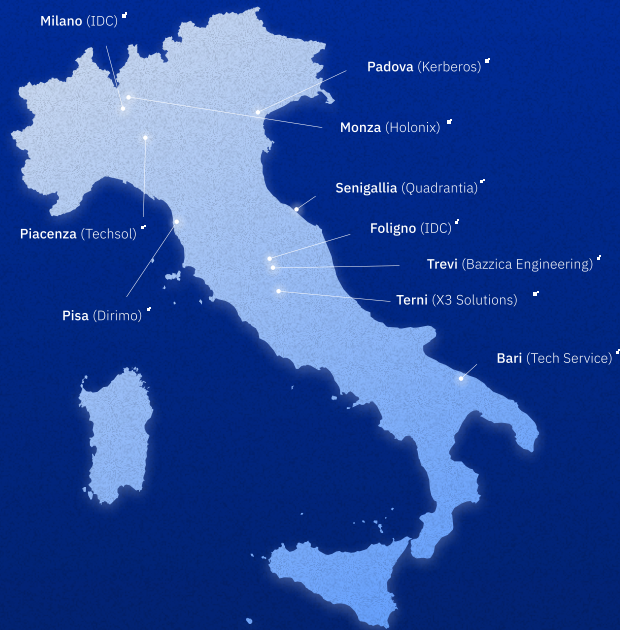 Milano (IDC)
Padova (Kerberos)
Monza (Holonix)
Senigallia (Quadrantia)
Foligno (IDC)
Piacenza (Techsol)
Trevi (Bazzica Engineering)
Terni (X3 Solutions)
Pisa (Dirimo)
Bari (Tech Service)